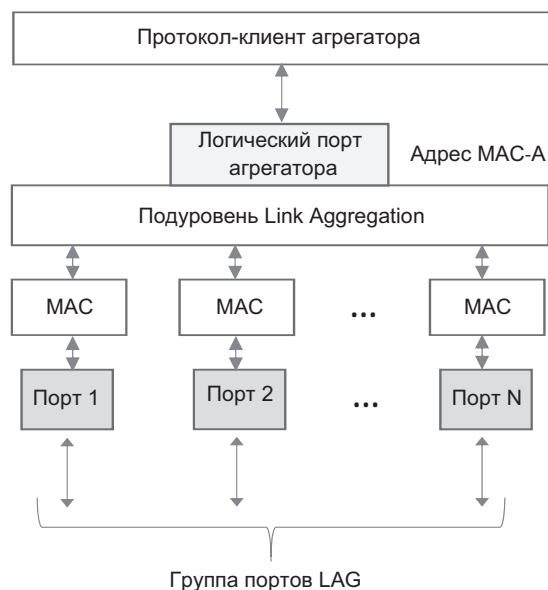 Протокол-клиент агрегатора
Логический порт
агрегатора
Адрес MAC-A
Подуровень Link Aggregation
MAC MAC ... MAC
Порт 1 Порт 2 ... Порт N
Группа портов LAG